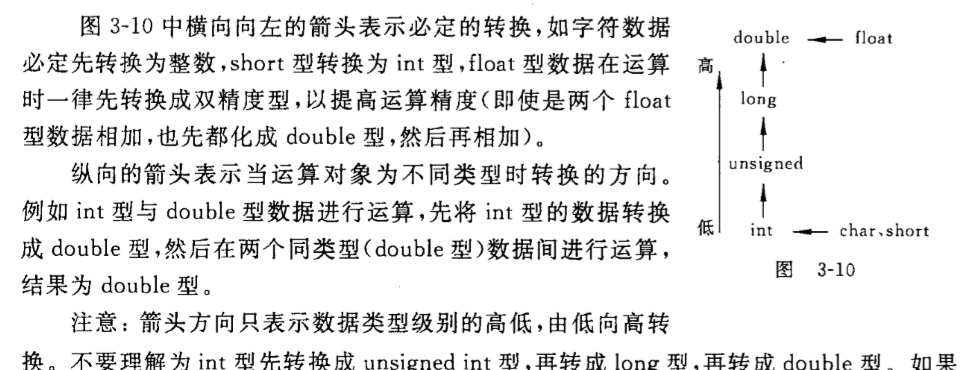 图 3-10 中横向向左的箭头表示必定的转换,如字符数据
必定先转换为整数,short 型转换为 int 型,float 型数据在运算
时一律先转换成双精度型,以提高运算精度(即使是两个 float
型数据相加,也先都化成 double 型,然后再相加)。
纵向的箭头表示当运算对象为不同类型时转换的方向。
例如 int 型与 double 型数据进行运算,先将 int 型的数据转换
成 double 型,然后在两个同类型(double 型)数据间进行运算,
结果为 double 型。
注意:箭头方向只表示数据类型级别的高低,由低向高转
换。不要理解为 int 型先转换成 unsigned int 型,再转成 long 型,再转成 double 型。如果
double ← float
高
long
unsigned
低 int ← char、short
图 3-10